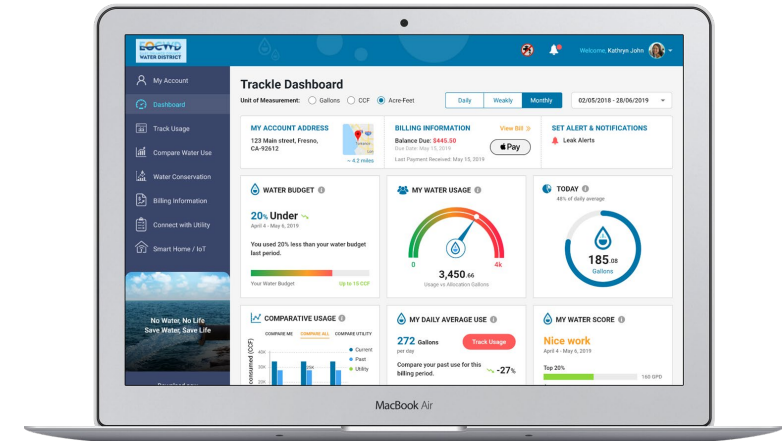 EOCWD
WATER DISTRICT
Welcome, Kathryn John
My Account
Dashboard
Track Usage
Compare Water Use
Water Conservation
Billing Information
Connect with Utility
Smart Home / IoT
No Water, No Life
Save Water, Save Life
Trackle Dashboard
Unit of Measurement: Gallons CCF Acre-Feet
Daily Weekly Monthly
02/05/2018 - 28/06/2019
MY ACCOUNT ADDRESS
123 Main street, Fresno,
CA-92612
~ 4.2 miles
BILLING INFORMATION View Bill
Balance Due: $445.50
Due Date: May 15, 2019
Last Payment Received: May 15, 2019
Pay
SET ALERT & NOTIFICATIONS
Leak Alerts
WATER BUDGET
20% Under
April 4 - May 6, 2019
You used 20% less than your water budget
last period.
Your Water Budget Up to 15 CCF
MY WATER USAGE
0 4k
3,450.66
Usage vs Allocation Gallons
TODAY
48% of daily average
185.08
Gallons
COMPARATIVE USAGE
COMPARE ME COMPARE ALL COMPARE UTILITY
consumed (CCF)
40K
30K
20K
25K
25K
Current
Past
Utility
MY DAILY AVERAGE USE
272 Gallons
per day
Track Usage
Compare your past use for this
billing period.
-27%
MY WATER SCORE
Nice work
April 4 - May 6, 2019
Top 20%
160 GPD
MacBook Air